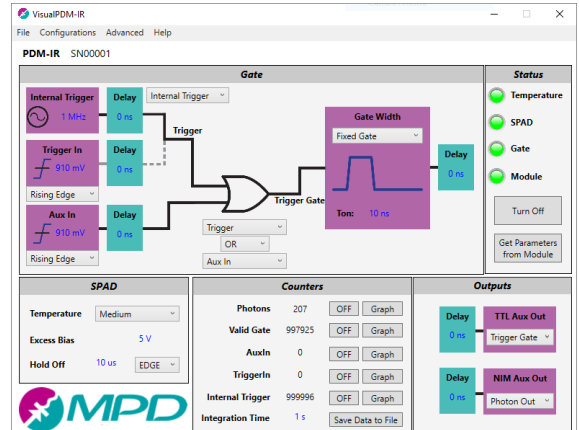 VisualPDM-IR
File Configurations Advanced Help
PDM-IR SN00001
Gate
Status
Internal Trigger
1 MHz
Delay
0 ns
Internal Trigger
Trigger
Trigger In
910 mV
Rising Edge
Delay
0 ns
Aux In
910 mV
Rising Edge
Delay
0 ns
Trigger
OR
Aux In
Trigger Gate
Gate Width
Fixed Gate
Ton: 10 ns
Delay
0 ns
Temperature
SPAD
Gate
Module
Turn Off
Get Parameters
from Module
SPAD
Temperature Medium
Excess Bias 5 V
Hold Off 10 us EDGE
MPD
Counters
Photons 207 OFF Graph
Valid Gate 997925 OFF Graph
AuxIn 0 OFF Graph
TriggerIn 0 OFF Graph
Internal Trigger 999996 OFF Graph
Integration Time 1 s Save Data to File
Outputs
Delay
0 ns
TTL Aux Out
Trigger Gate
Delay
0 ns
NIM Aux Out
Photon Out